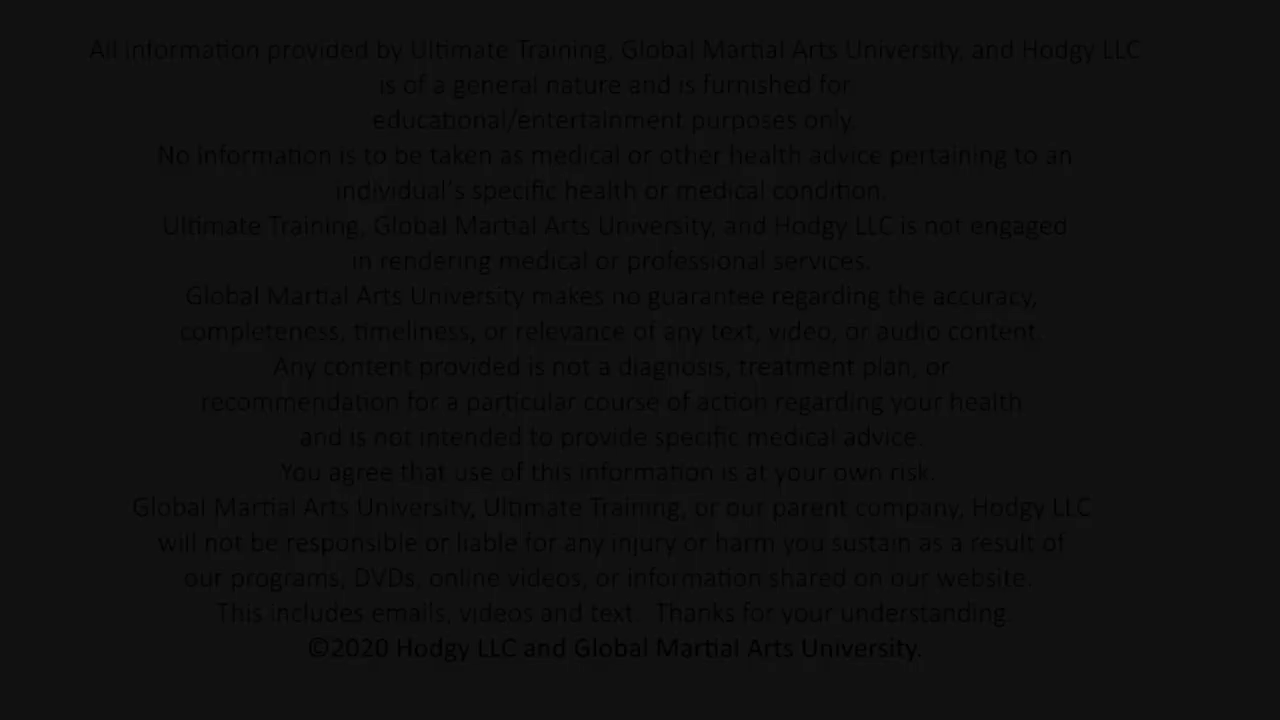 All information provided by Ultimate Training, Global Martial Arts University, and Hodgy LLC
is of a general nature and is furnished for
educational/entertainment purposes only.
No information is to be taken as medical or other health advice pertaining to an
individual's specific health or medical condition.
Ultimate Training, Global Martial Arts University, and Hodgy LLC is not engaged
in rendering medical or professional services.
Global Martial Arts University makes no guarantee regarding the accuracy,
completeness, timeliness, or relevance of any text, video, or audio content.
Any content provided is not a diagnosis, treatment plan, or
recommendation for a particular course of action regarding your health
and is not intended to provide specific medical advice.
You agree that use of this information is at your own risk.
Global Martial Arts University, Ultimate Training, or our parent company, Hodgy LLC
will not be responsible or liable for any injury or harm you sustain as a result of
our programs, DVDs, online videos, or information shared on our website.
This includes emails, videos and text.  Thanks for your understanding.
©2020 Hodgy LLC and Global Martial Arts University.